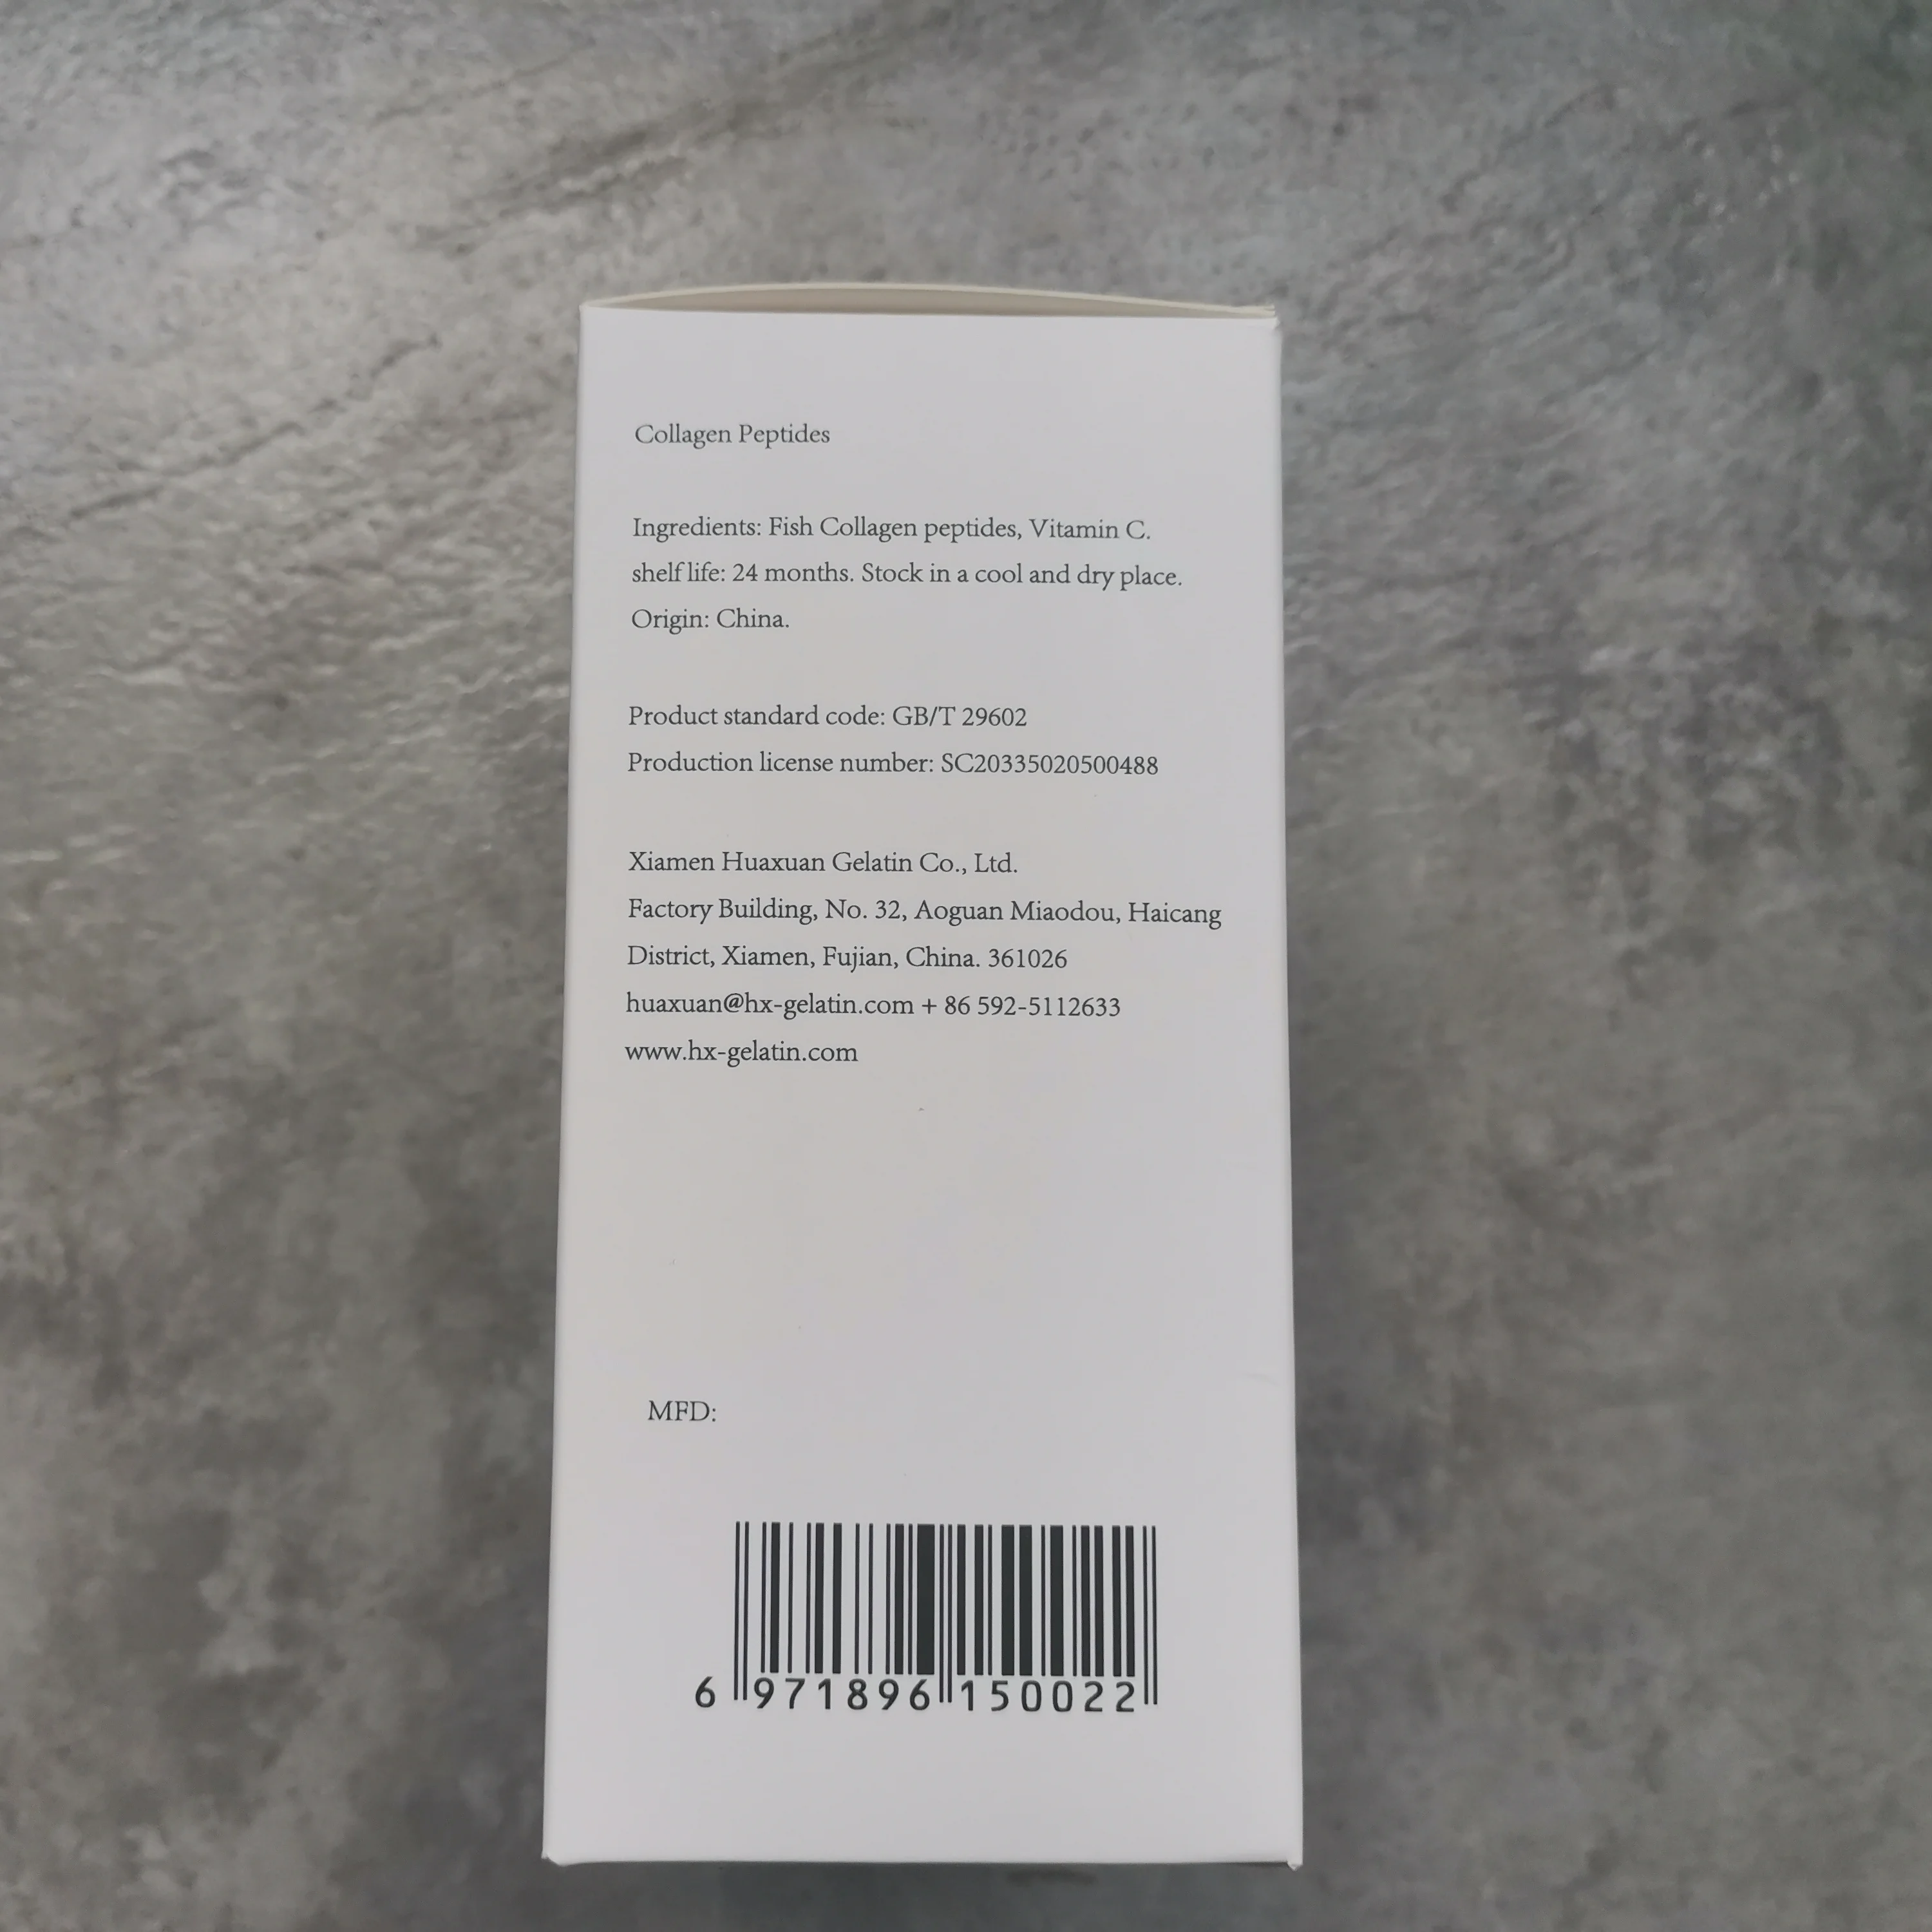 Collagen Peptides
Ingredients: Fish Collagen peptides, Vitamin C.
shelf life: 24 months. Stock in a cool and dry place.
Origin: China.
Product standard code: GB/T 29602
Production license number: SC20335020500488
Xiamen Huaxuan Gelatin Co., Ltd.
Factory Building, No. 32, Aoguan Miaodou, Haicang
District, Xiamen, Fujian, China. 361026
huaxuan@hx-gelatin.com + 86 592-5112633
www.hx-gelatin.com
MFD:
6 971896 150022